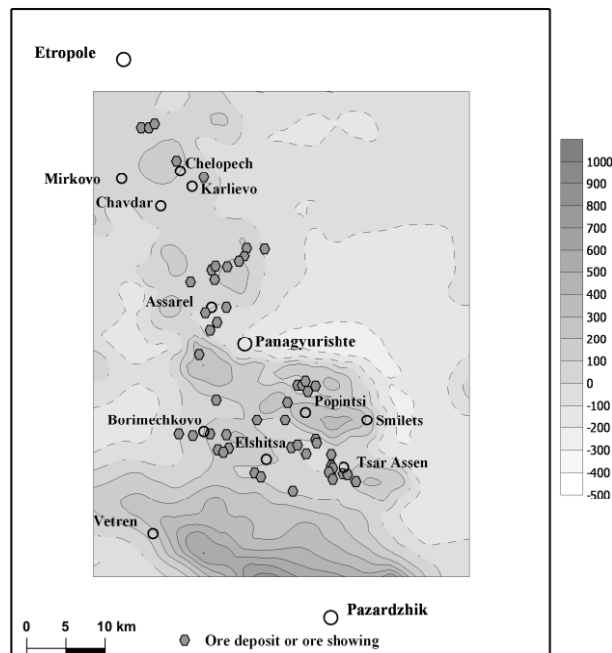 Etropole
Chelopech
Mirkovo
Karlievo
Chavdar
Assarel
Panagyurishte
Popintsi
Borimechkovo
Smilets
Elshitsa
Tsar Assen
Vetren
Pazardzhik
0 5 10 km
Ore deposit or ore showing
1000
900
800
700
600
500
400
300
200
100
0
-100
-200
-300
-400
-500